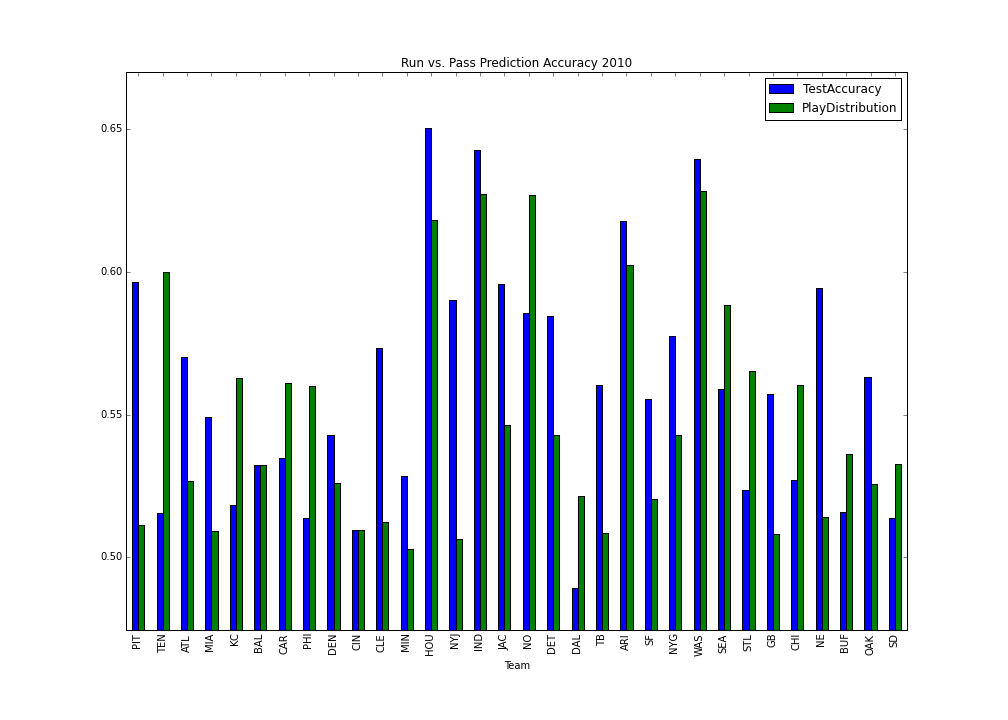 Run vs. Pass Prediction Accuracy 2010
TestAccuracy
PlayDistribution
0.65
0.60
0.55
0.50
PIT TEN ATL MIA KC BAL CAR PHI DEN CIN CLE MIN HOU NYJ IND JAC NO DET DAL TB ARI SF NYG WAS SEA STL GB CHI NE BUF OAK SD
Team